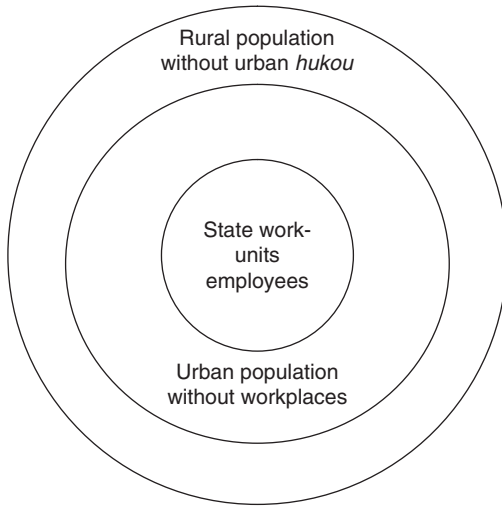 Rural population
without urban hukou
State work-
units
employees
Urban population
without workplaces